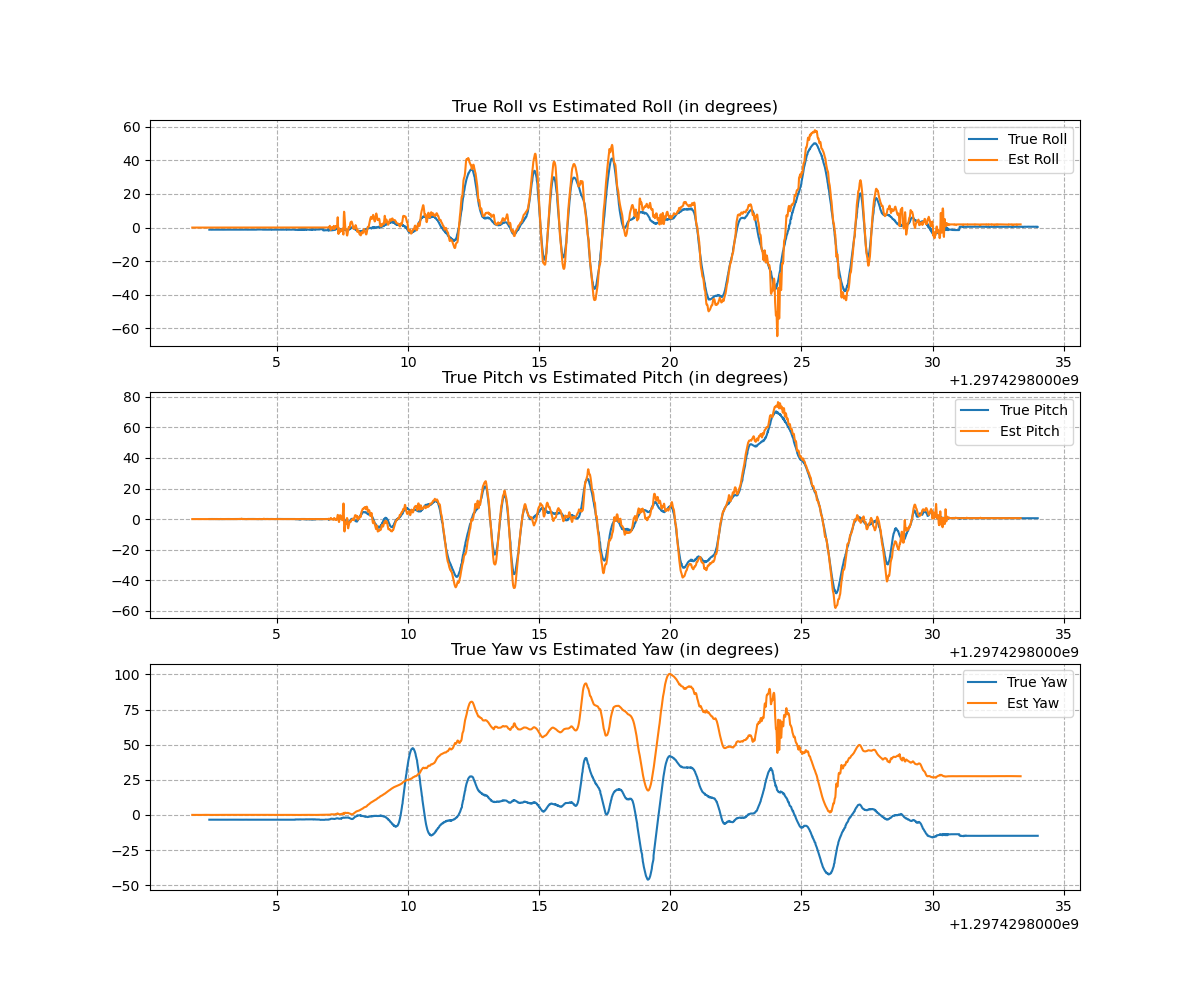 True Roll vs Estimated Roll (in degrees)
60
40
20
0
−20
−40
−60
True Roll
Est Roll
5 10 15 20 25 30 35
+1.2974298000e9
True Pitch vs Estimated Pitch (in degrees)
80
60
40
20
0
−20
−40
−60
True Pitch
Est Pitch
5 10 15 20 25 30 35
+1.2974298000e9
True Yaw vs Estimated Yaw (in degrees)
100
75
50
25
0
−25
−50
True Yaw
Est Yaw
5 10 15 20 25 30 35
+1.2974298000e9